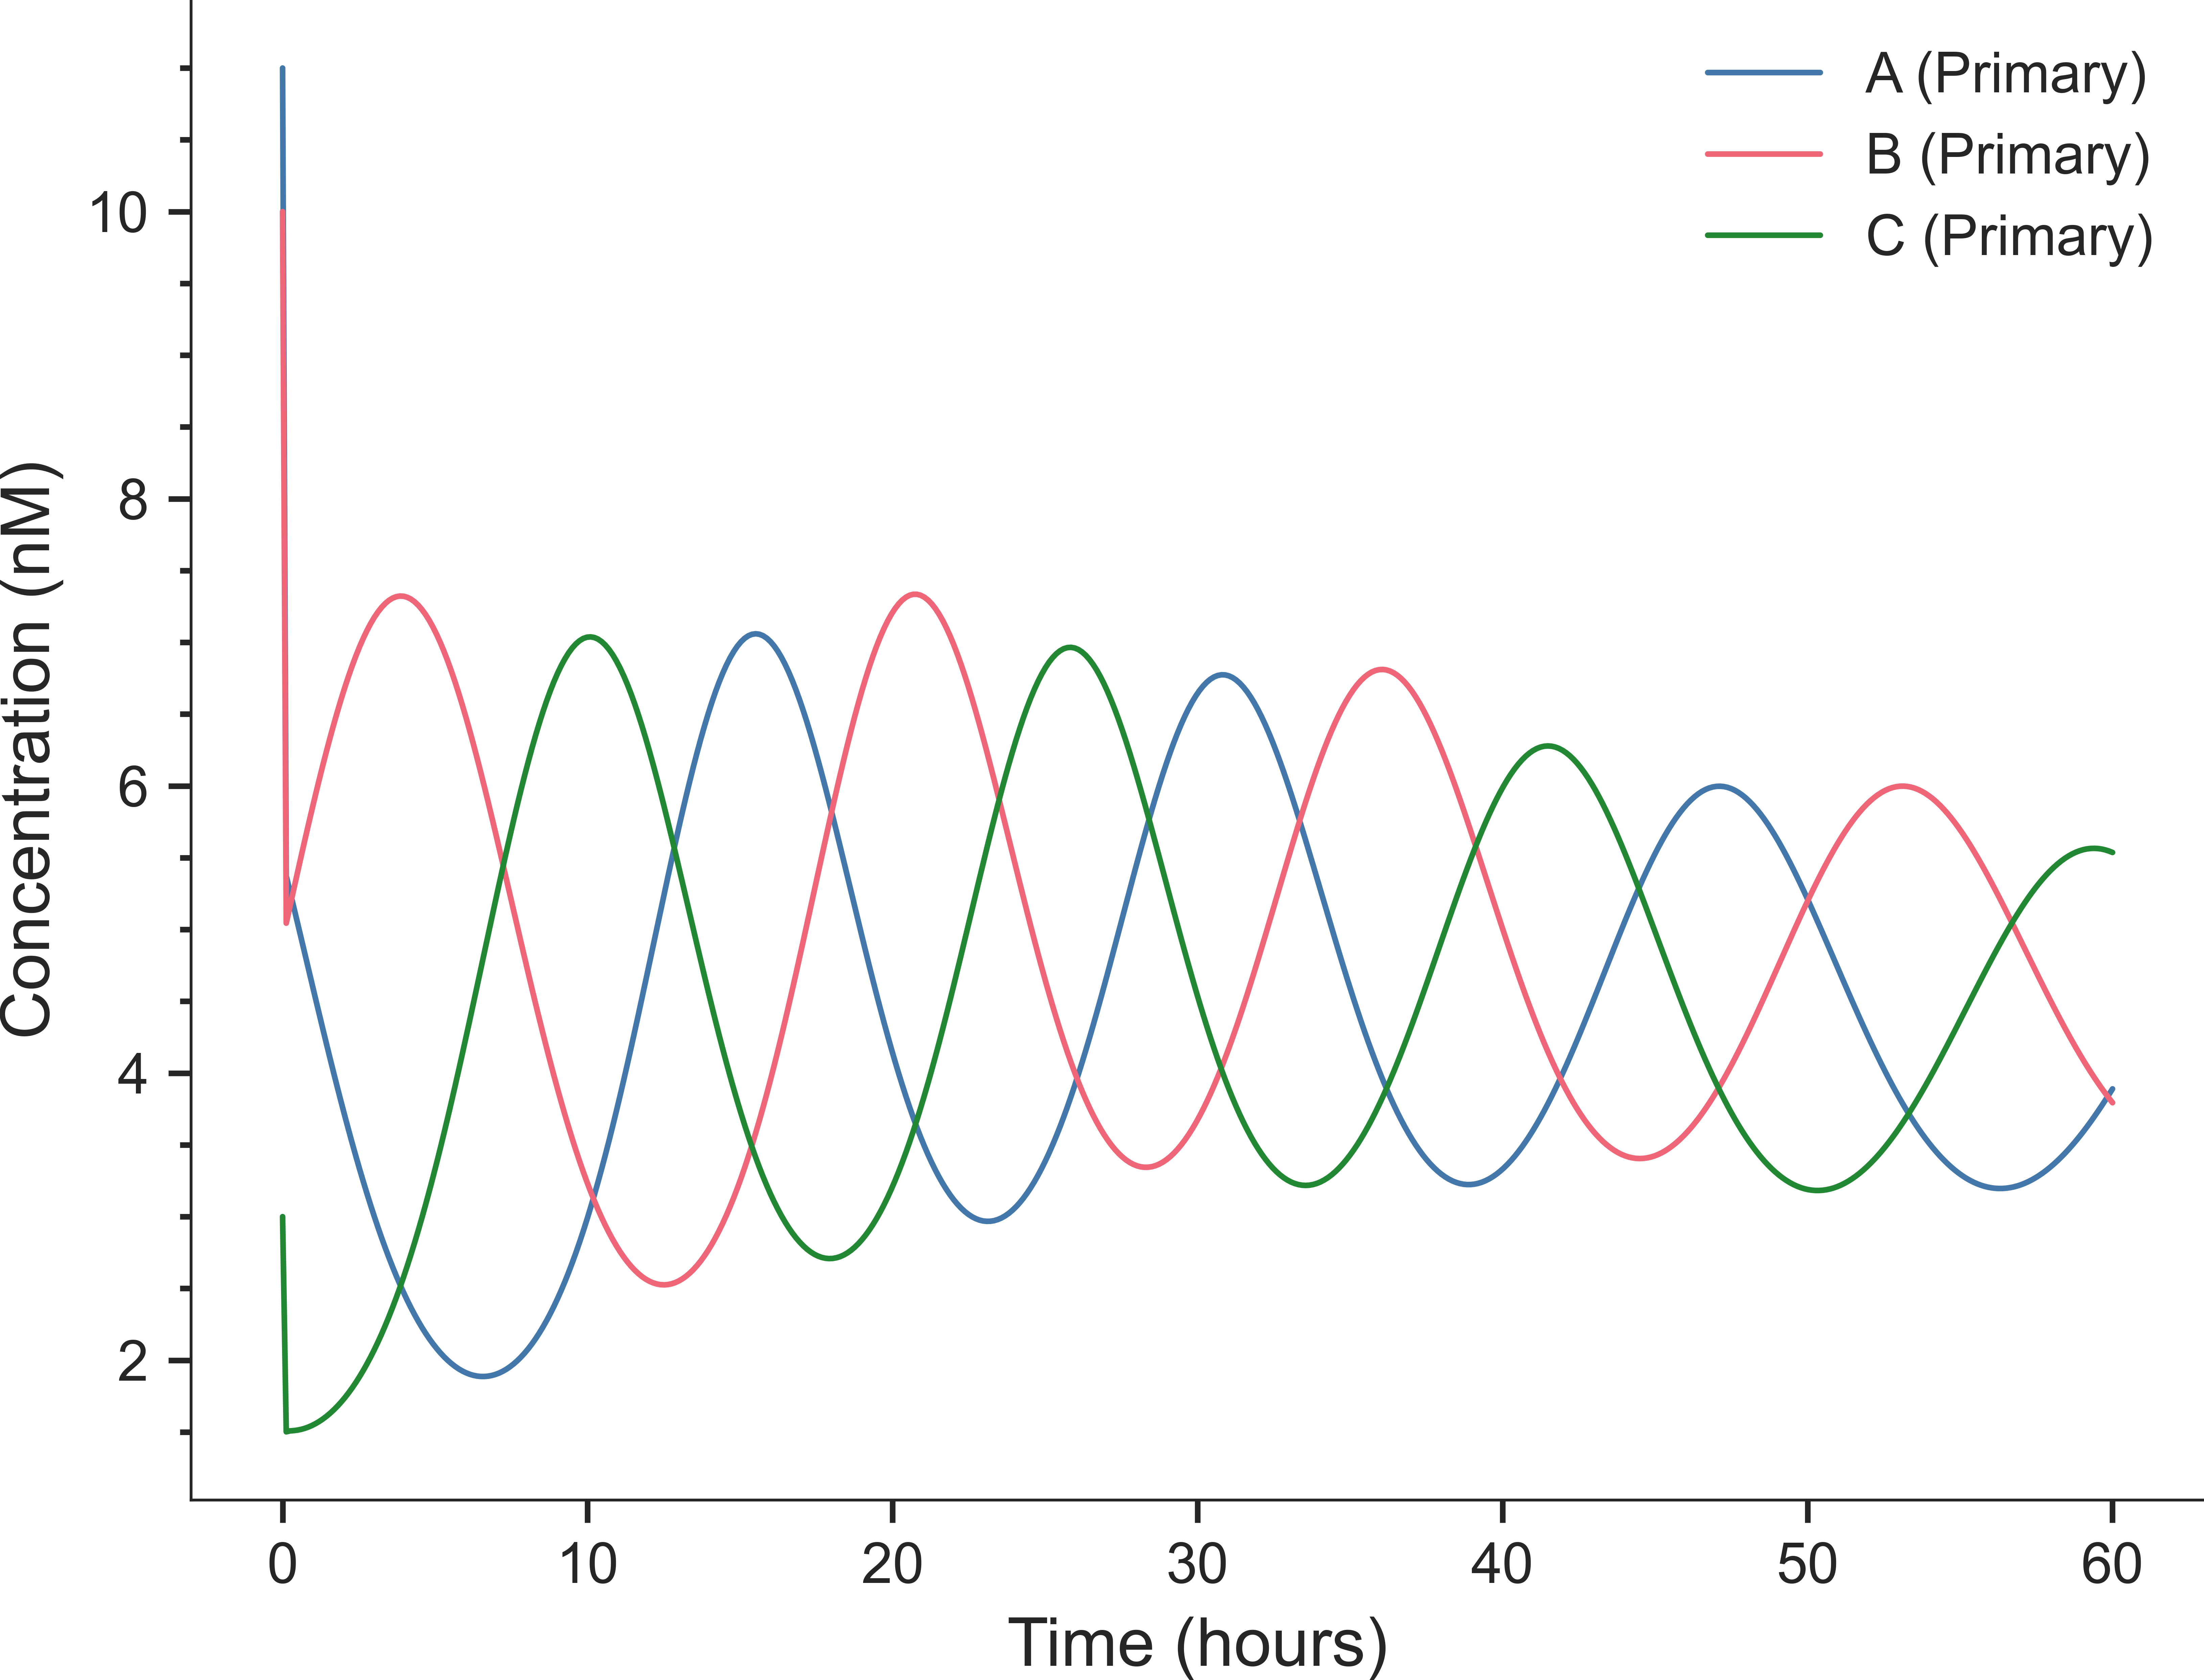 A (Primary)
B (Primary)
C (Primary)
Concentration (nM)
10
8
6
4
2
0 10 20 30 40 50 60
Time (hours)